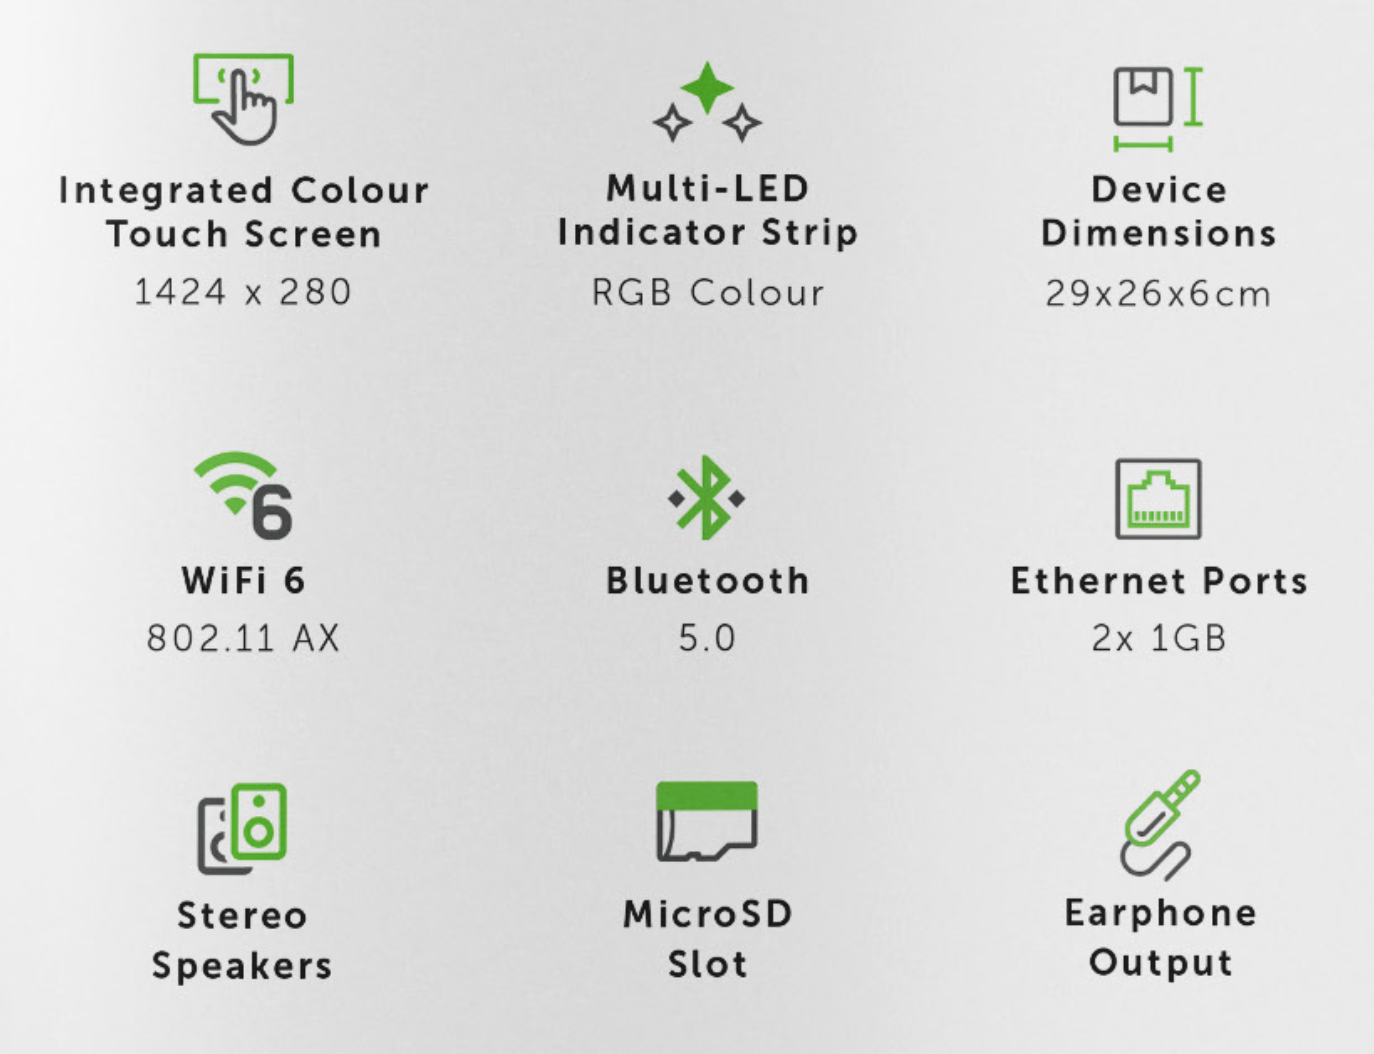 Integrated Colour
Touch Screen
1424 x 280
Multi-LED
Indicator Strip
RGB Colour
Device
Dimensions
29x26x6cm
6
WiFi 6
802.11 AX
Bluetooth
5.0
Ethernet Ports
2x 1GB
Stereo
Speakers
MicroSD
Slot
Earphone
Output